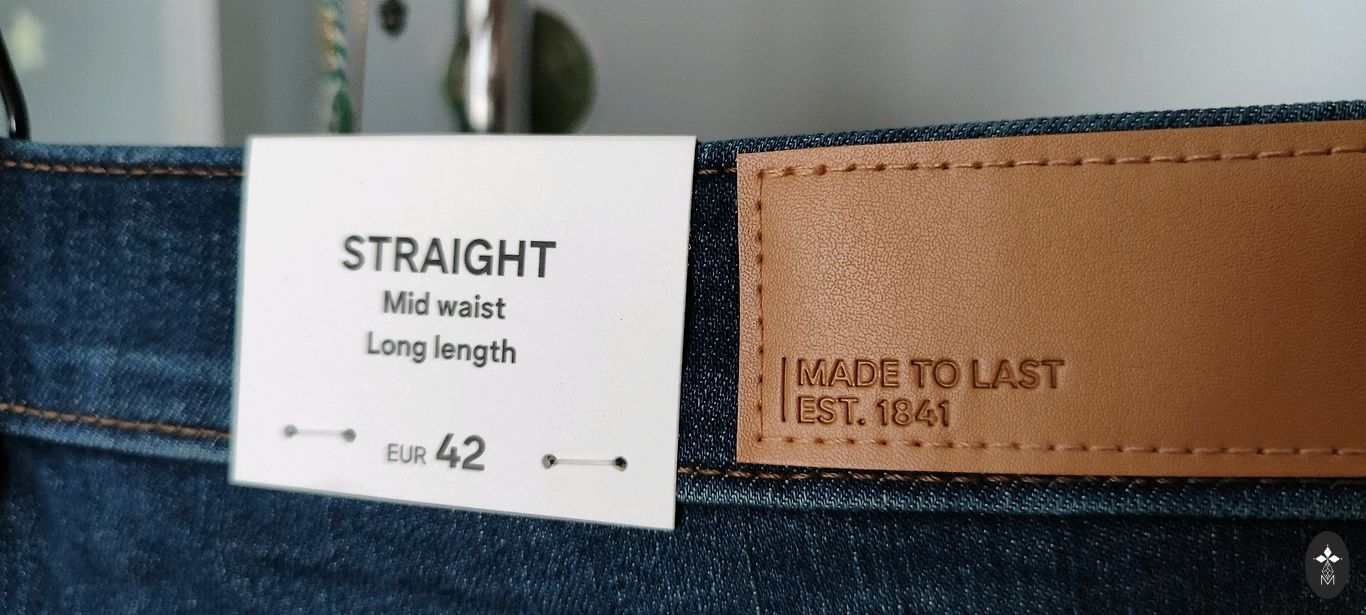 STRAIGHT
Mid waist
Long length
EUR 42
MADE TO LAST
EST. 1841
M